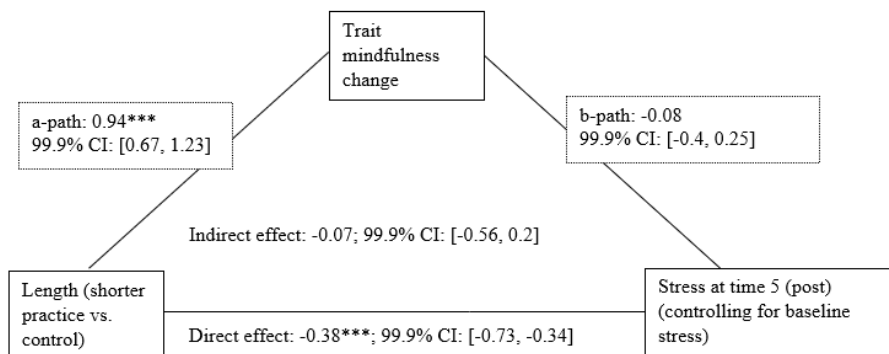 Trait
mindfulness
change
a-path: 0.94***
99.9% CI: [0.67, 1.23]
b-path: -0.08
99.9% CI: [-0.4, 0.25]
Indirect effect: -0.07; 99.9% CI: [-0.56, 0.2]
Length (shorter
practice vs.
control)
Stress at time 5 (post)
(controlling for baseline
stress)
Direct effect: -0.38***; 99.9% CI: [-0.73, -0.34]